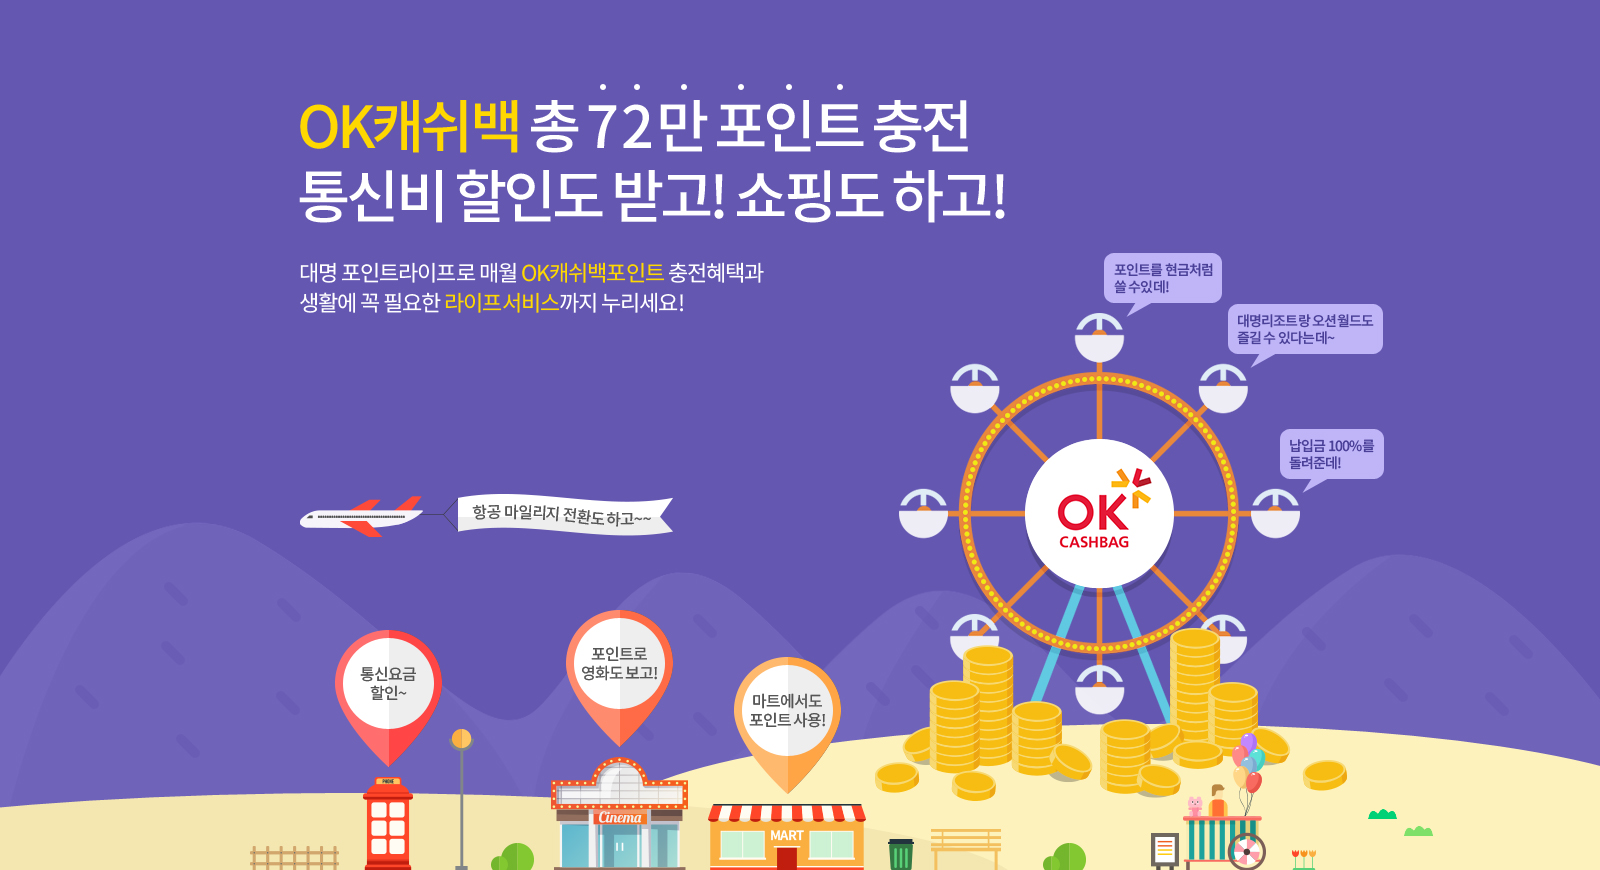 OK캐쉬백 총 72만 포인트 충전
통신비 할인도 받고! 쇼핑도 하고!
대명 포인트라이프로 매월 OK캐쉬백포인트 충전혜택과
생활에 꼭 필요한 라이프서비스까지 누리세요!
포인트를 현금처럼
쓸 수있데!
대명리조트랑 오션월드도
즐길 수 있다는데~
납입금 100%를
돌려준데!
OK
CASHBAG
항공 마일리지 전환도 하고~~
통신요금
할인~
포인트로
영화도 보고!
마트에서도
포인트 사용!
PHONE
Cinema
MART